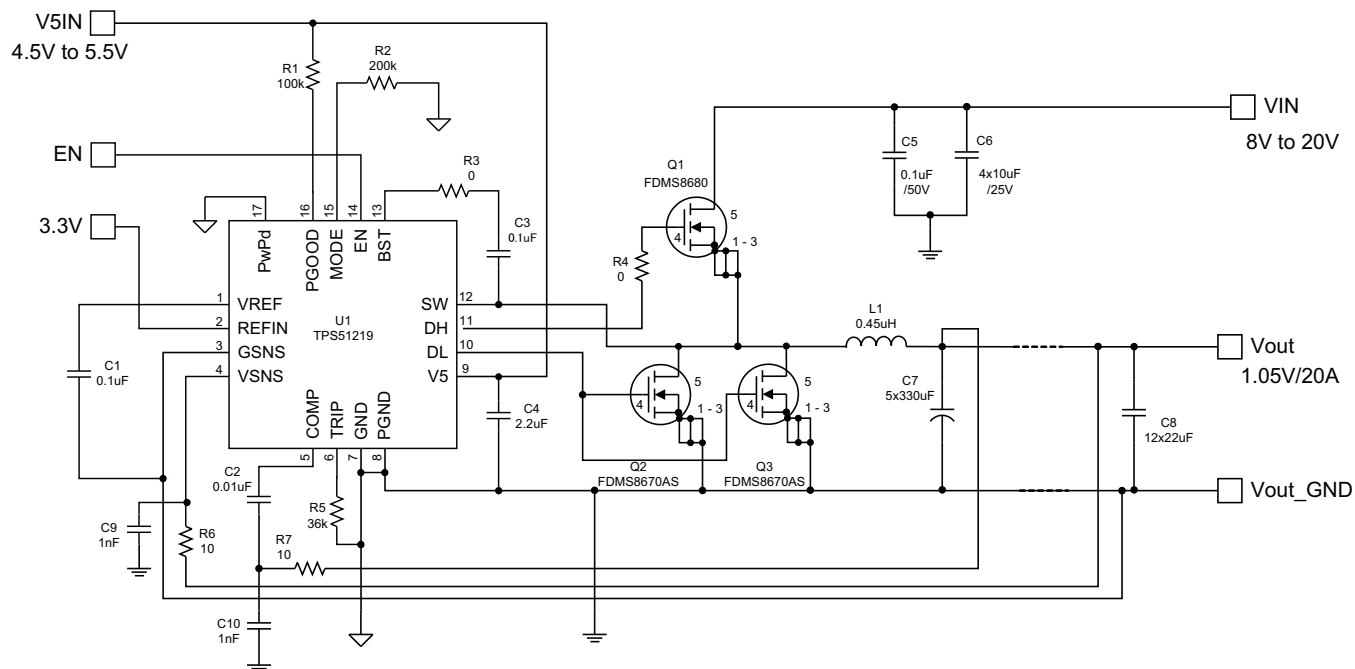 V5IN
4.5V to 5.5V
R1
100k
R2
200k
EN
3.3V
R3
0
C3
0.1uF
Q1
FDMS8680
5
4
1 - 3
R4
0
C5
0.1uF
/50V
C6
4x10uF
/25V
VIN
8V to 20V
17
16
15
14
13
PwPd
PGOOD
MODE
EN
BST
1
VREF
2
REFIN
3
GSNS
4
VSNS
U1
TPS51219
SW
12
DH
11
DL
10
V5
9
COMP
TRIP
GND
PGND
5
6
7
8
C1
0.1uF
L1
0.45uH
Vout
1.05V/20A
5
4
1 - 3
Q2
FDMS8670AS
5
4
1 - 3
Q3
FDMS8670AS
C7
5x330uF
C8
12x22uF
C4
2.2uF
C2
0.01uF
Vout_GND
C9
1nF
R6
10
R5
36k
R7
10
C10
1nF